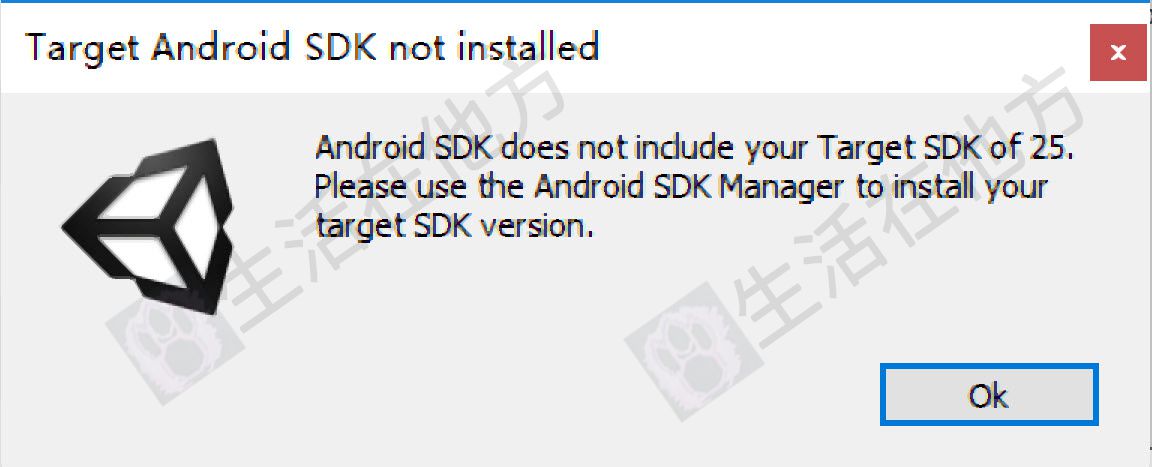 Target Android SDK not installed
x
Android SDK does not include your Target SDK of 25.
Please use the Android SDK Manager to install your
target SDK version.
生活在他方
生活在他方
Ok